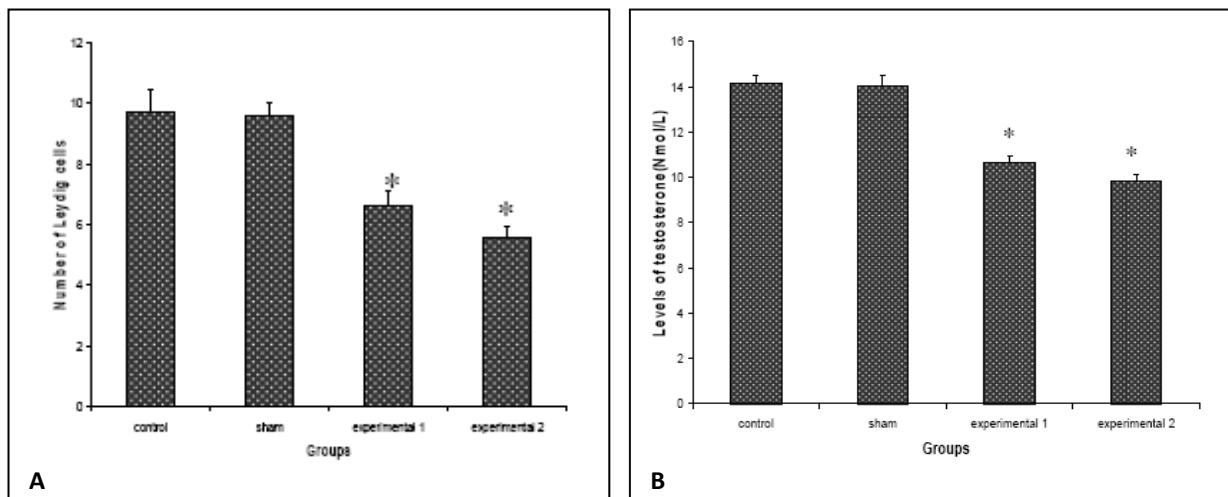 12
10
8
6
4
2
0
Number of Leydig cells
*
*
control sham experimental 1 experimental 2
Groups
A
16
14
12
10
8
6
4
2
0
Levels of testosterone(Nmol/L)
*
*
control sham experimental 1 experimental 2
Groups
B